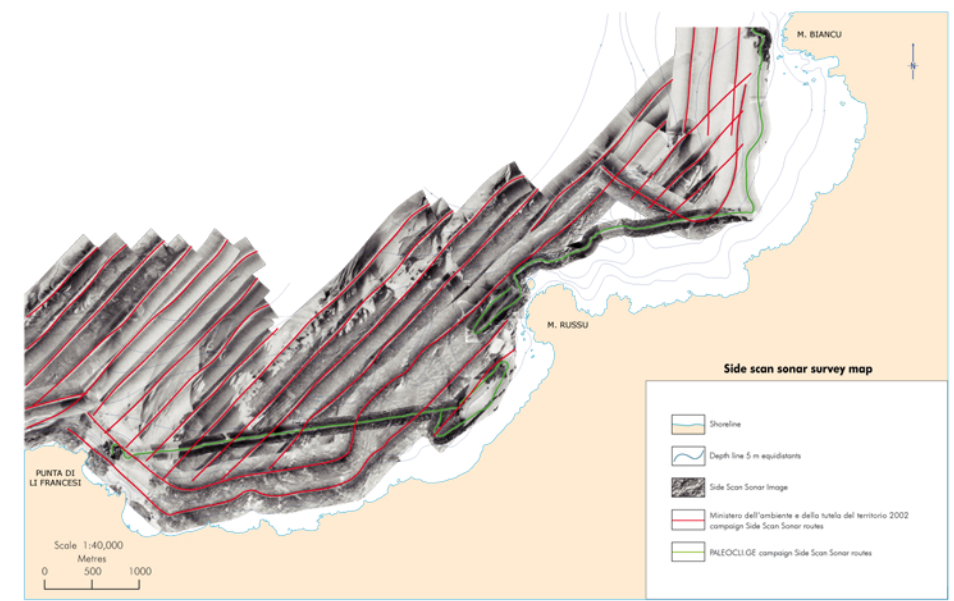 M. BIANCU
N
M. RUSSU
Side scan sonar survey map
Shoreline
Depth line 5 m equidistants
Side Scan Sonar Image
Ministero dell'ambiente e della tutela del territorio 2002
campaign Side Scan Sonar routes
PALEOCLI.GE campaign Side Scan Sonar routes
PUNTA DI
LI FRANCESI
Scale 1:40,000
Metres
0 500 1000